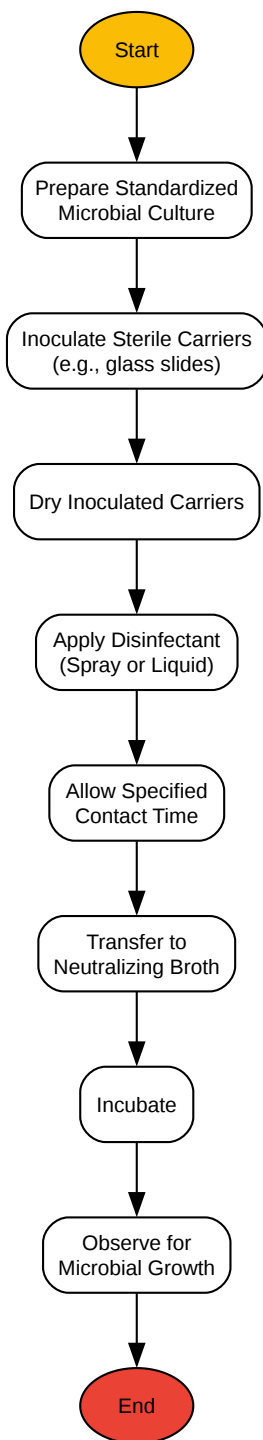 Start
Prepare Standardized
Microbial Culture
Inoculate Sterile Carriers
(e.g., glass slides)
Dry Inoculated Carriers
Apply Disinfectant
(Spray or Liquid)
Allow Specified
Contact Time
Transfer to
Neutralizing Broth
Incubate
Observe for
Microbial Growth
End